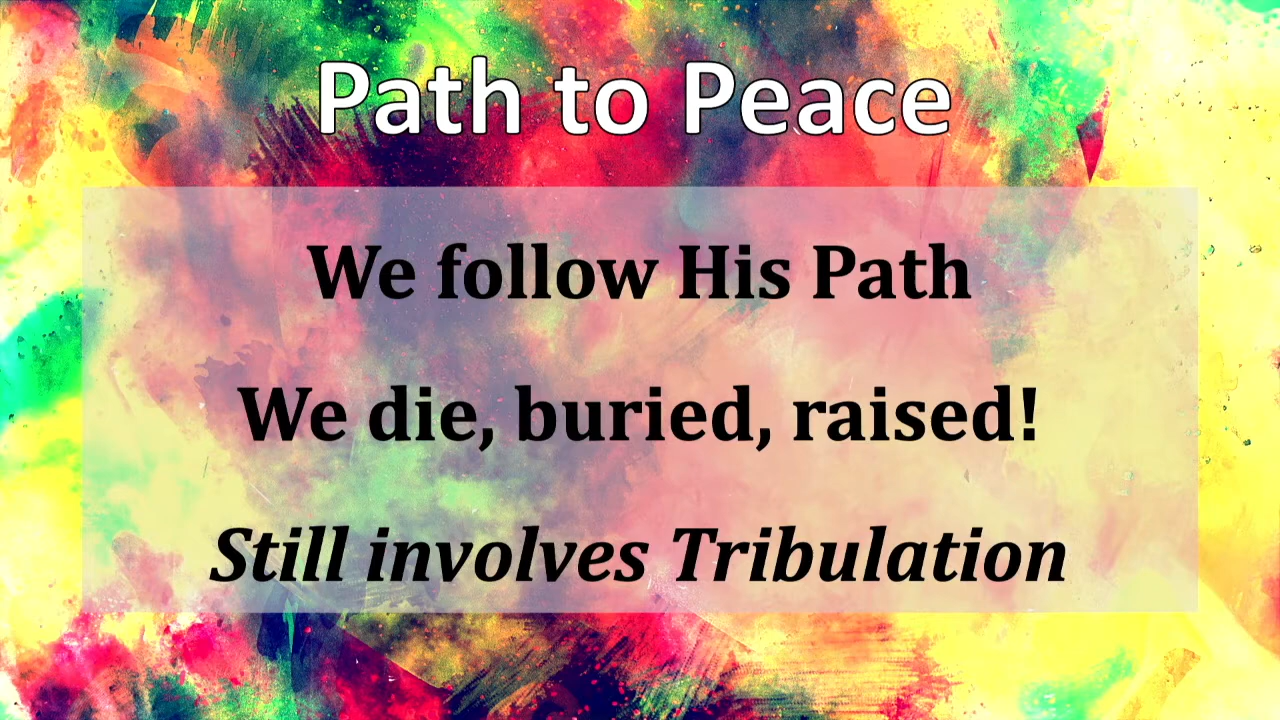 Path to Peace
We follow His Path
We die, buried, raised!
Still involves Tribulation